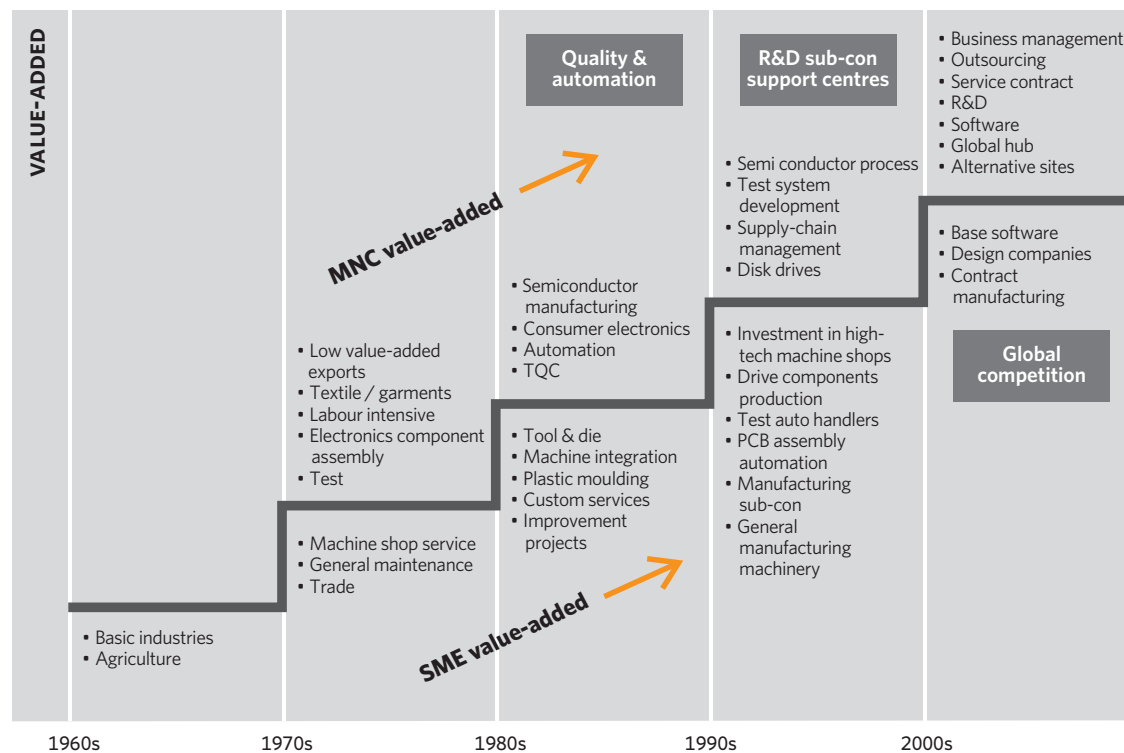 VALUE-ADDED
Quality &
automation
R&D sub-con
support centres
• Business management
• Outsourcing
• Service contract
• R&D
• Software
• Global hub
• Alternative sites
MNC value-added
• Semi conductor process
• Test system
development
• Supply-chain
management
• Disk drives
• Base software
• Design companies
• Contract
manufacturing
• Semiconductor
manufacturing
• Consumer electronics
• Automation
• TQC
• Low value-added
exports
• Textile / garments
• Labour intensive
• Electronics component
assembly
• Test
• Investment in high-
tech machine shops
• Drive components
production
• Test auto handlers
• PCB assembly
automation
• Manufacturing
sub-con
• General
manufacturing
machinery
Global
competition
• Tool & die
• Machine integration
• Plastic moulding
• Custom services
• Improvement
projects
• Machine shop service
• General maintenance
• Trade
SME value-added
• Basic industries
• Agriculture
1960s
1970s
1980s
1990s
2000s